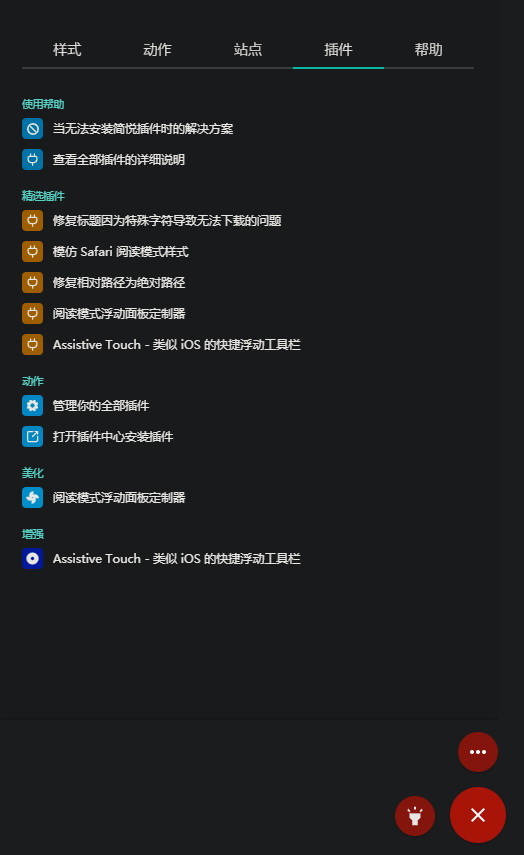 样式 动作 站点 插件 帮助
使用帮助
当无法安装简悦插件时的解决方案
查看全部插件的详细说明
精选插件
修复标题因为特殊字符导致无法下载的问题
模仿 Safari 阅读模式样式
修复相对路径为绝对路径
阅读模式浮动面板定制器
Assistive Touch - 类似 iOS 的快捷浮动工具栏
动作
管理你的全部插件
打开插件中心安装插件
美化
阅读模式浮动面板定制器
增强
Assistive Touch - 类似 iOS 的快捷浮动工具栏